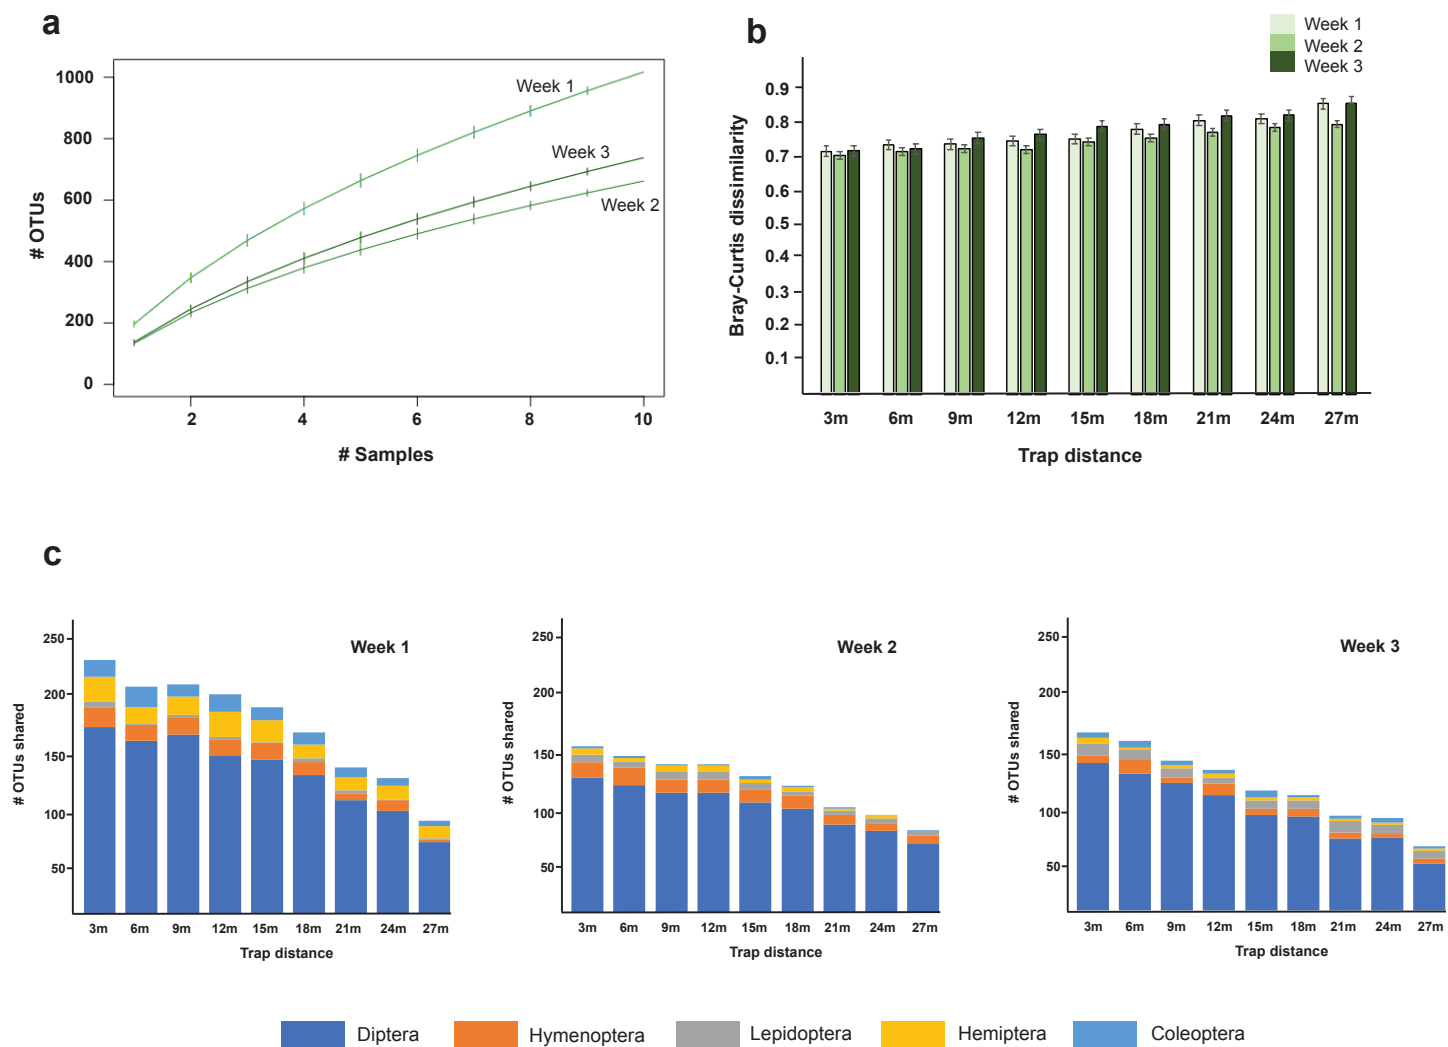 a
1000
800
600
400
200
0
# OTUs
Week 1
Week 3
Week 2
2 4 6 8 10
# Samples
b
Week 1
Week 2
Week 3
0.9
0.8
0.7
0.6
0.5
0.4
0.3
0.2
0.1
Bray-Curtis dissimilarity
3m 6m 9m 12m 15m 18m 21m 24m 27m
Trap distance
c
Week 1
250
200
150
100
50
# OTUs shared
3m 6m 9m 12m 15m 18m 21m 24m 27m
Trap distance
Week 2
250
200
150
100
50
# OTUs shared
3m 6m 9m 12m 15m 18m 21m 24m 27m
Trap distance
Week 3
250
200
150
100
50
# OTUs shared
3m 6m 9m 12m 15m 18m 21m 24m 27m
Trap distance
Diptera Hymenoptera Lepidoptera Hemiptera Coleoptera